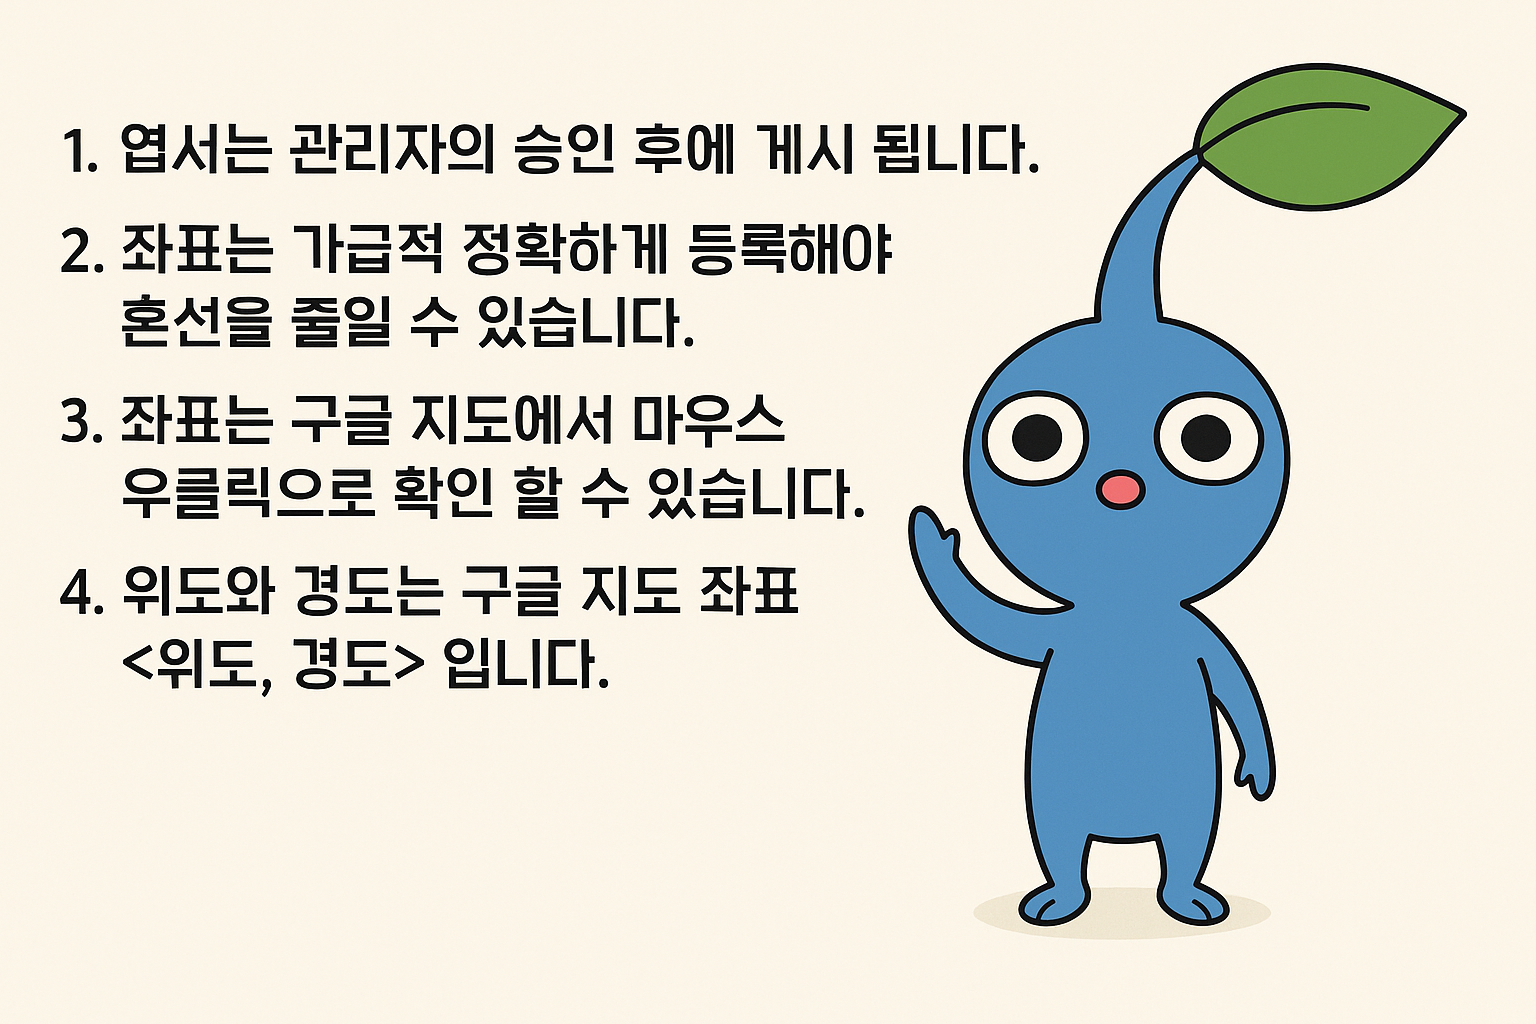 1. 엽서는 관리자의 승인 후에 게시 됩니다.
2. 좌표는 가급적 정확하게 등록해야
혼선을 줄일 수 있습니다.
3. 좌표는 구글 지도에서 마우스
우클릭으로 확인 할 수 있습니다.
4. 위도와 경도는 구글 지도 좌표
<위도, 경도> 입니다.